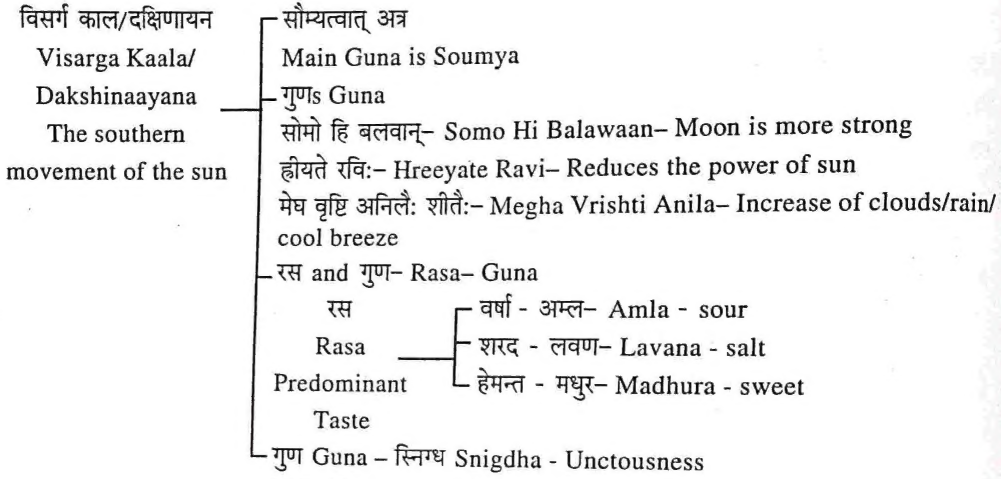 विसर्ग काल/दक्षिणायन
Visarga Kaala/
Dakshinaayana
The southern
movement of the sun
सौम्यत्वात् अत्र
Main Guna is Soumya
गुणs Guna
सोमो हि बलवान्– Somo Hi Balawaan– Moon is more strong
ह्रीयते रविः– Hreeyate Ravi– Reduces the power of sun
मेघ वृष्टि अनिलैः शीतैः– Megha Vrishti Anila– Increase of clouds/rain/
cool breeze
रस and गुण– Rasa– Guna
रस
Rasa
Predominant
Taste
वर्षा - अम्ल– Amla - sour
शरद - लवण– Lavana - salt
हेमन्त - मधुर– Madhura - sweet
गुण Guna – स्निग्ध Snigdha - Unctousness